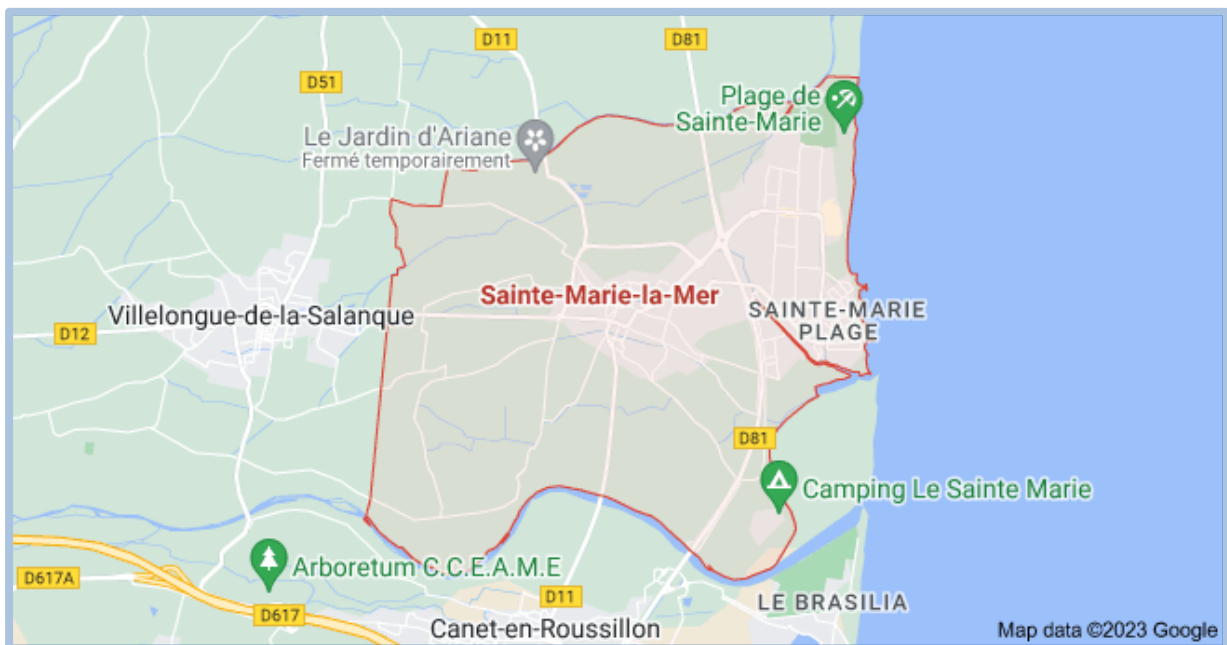 D11
D81
D51
Plage de
Sainte-Marie
Le Jardin d'Ariane
Fermé temporairement
Sainte-Marie-la-Mer
SAINTE-MARIE
PLAGE
Villelongue-de-la-Salanque
D12
D81
Camping Le Sainte Marie
Arboretum C.C.E.A.M.E
D617A
D617
D11
LE BRASILIA
Canet-en-Roussillon
Map data ©2023 Google